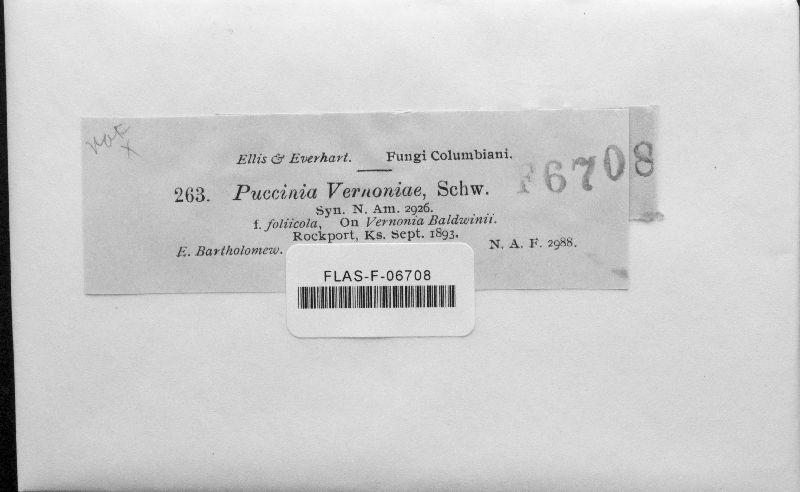 Ellis & Everhart. Fungi Columbiani.
263. Puccinia Vernoniae, Schw.
F6708
Syn. N. Am. 2926.
f. foliicola, On Vernonia Baldwinii.
Rockport, Ks. Sept. 1893.
E. Bartholomew. N. A. F. 2988.
FLAS-F-06708